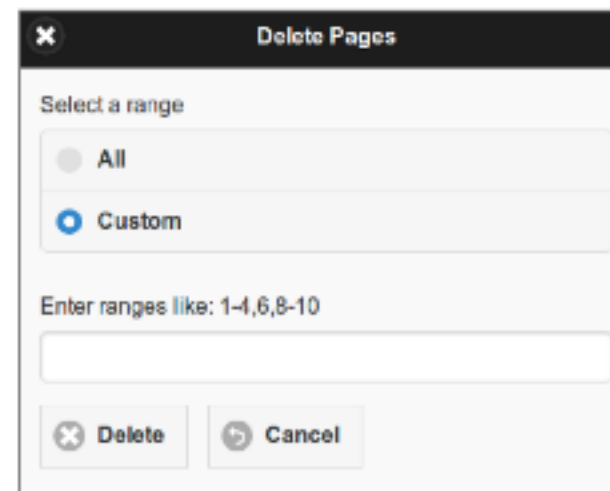 Delete Pages
Select a range
All
Custom
Enter ranges like: 1-4,6,8-10
Delete Cancel